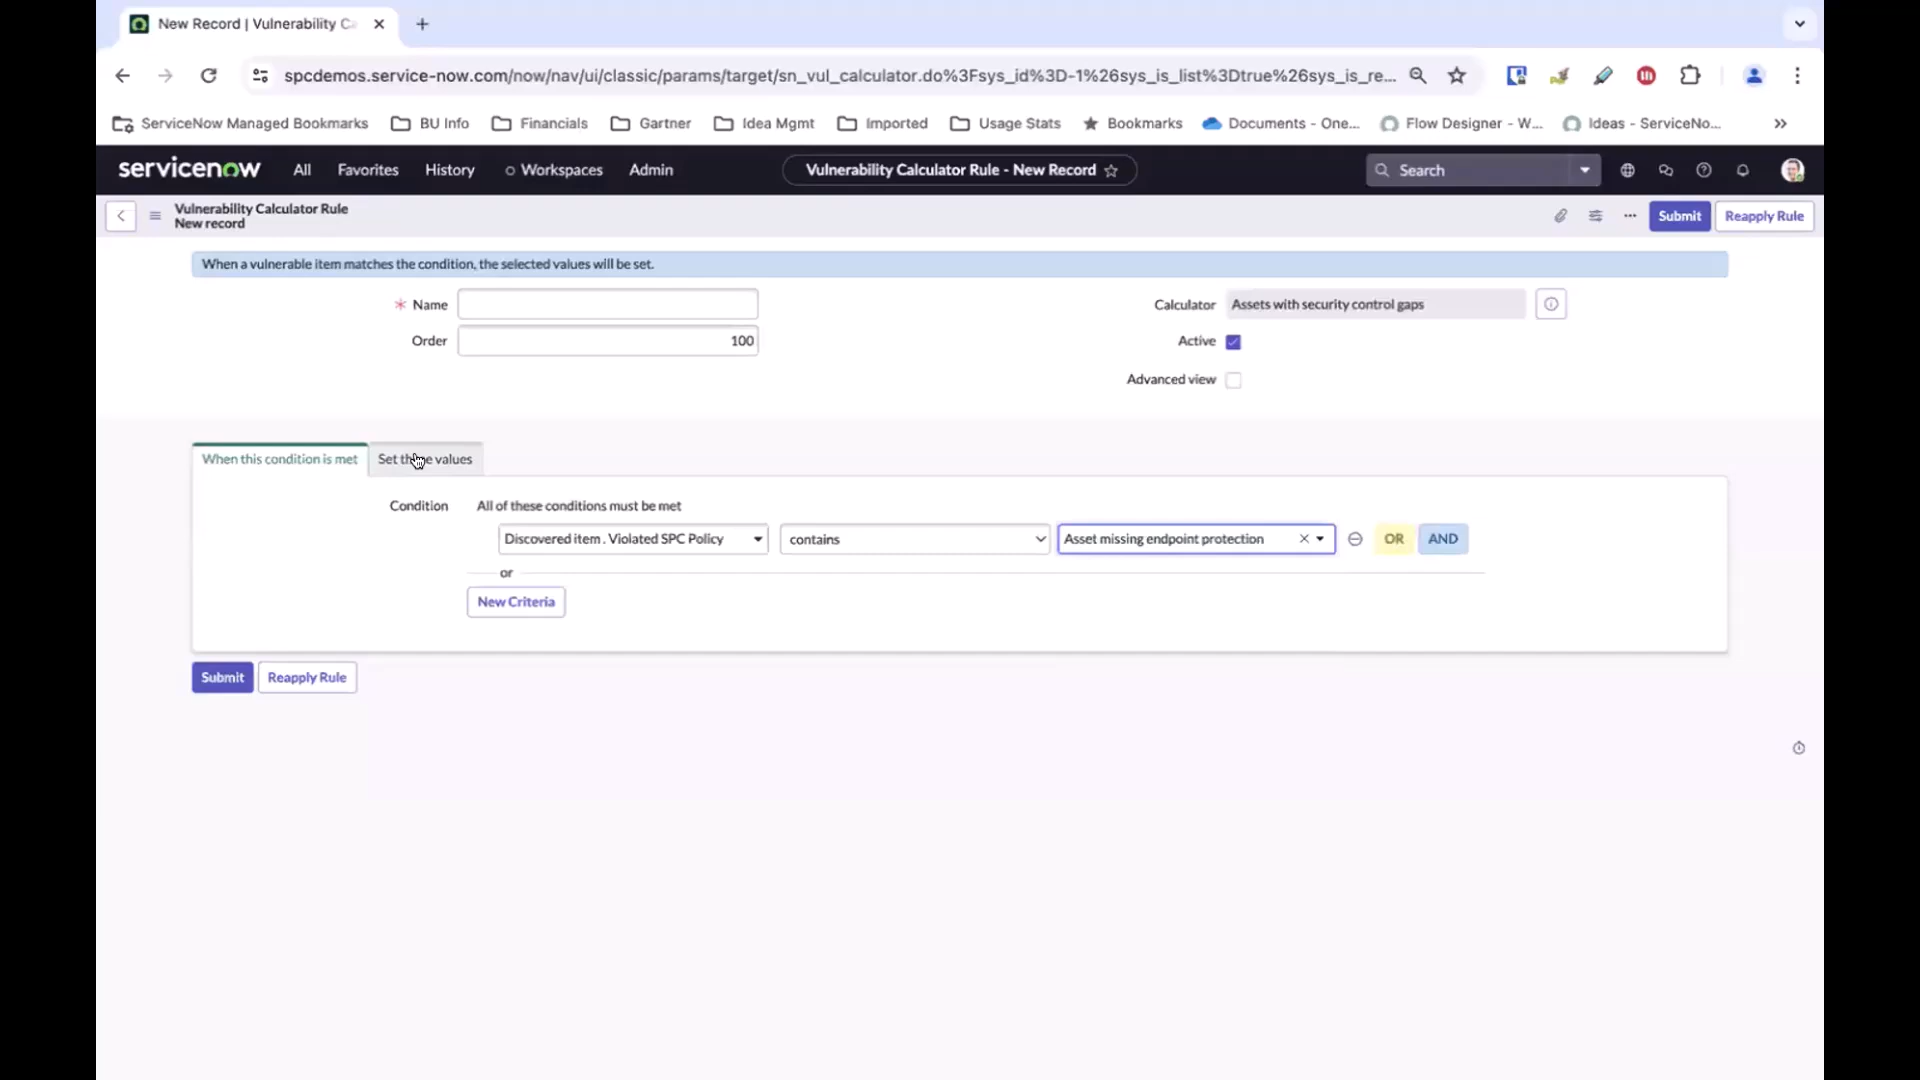 New Record | Vulnerability Ca
spcdemos.service-now.com/now/nav/ui/classic/params/target/sn_vul_calculator.do%3Fsys_id%3D-1%26sys_is_list%3Dtrue%26sys_is_re...
ServiceNow Managed Bookmarks BU Info Financials Gartner Idea Mgmt Imported Usage Stats Bookmarks Documents - One... Flow Designer - W... Ideas - ServiceNo... »
servicenow All Favorites History Workspaces Admin Vulnerability Calculator Rule - New Record Search
Vulnerability Calculator Rule
New record
Submit Reapply Rule
When a vulnerable item matches the condition, the selected values will be set.
* Name Calculator Assets with security control gaps
Order 100 Active
Advanced view
When this condition is met Set these values
Condition All of these conditions must be met
Discovered item . Violated SPC Policy contains Asset missing endpoint protection OR AND
or
New Criteria
Submit Reapply Rule